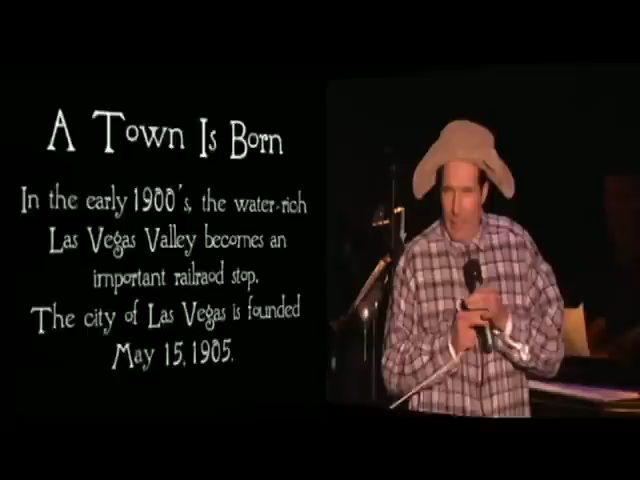 A Town Is Born
In the early 1900's, the water-rich
Las Vegas Valley becomes an
important railraod stop.
The city of Las Vegas is founded
May 15, 1905.